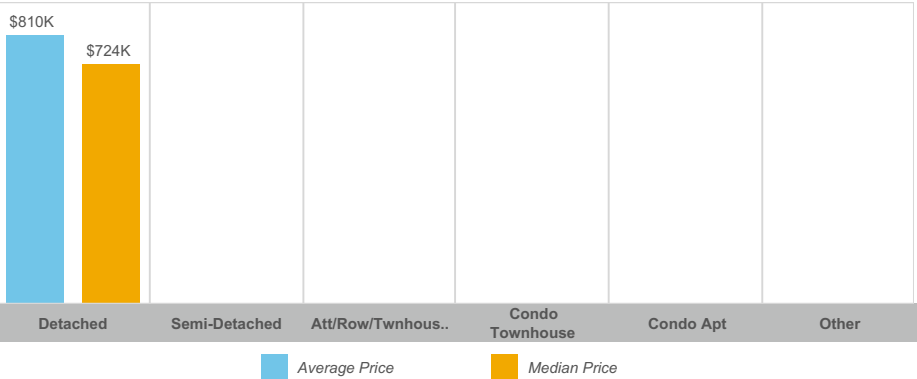 $810K
$724K
Detached
Semi-Detached
Att/Row/Twnhous..
Condo
Townhouse
Condo Apt
Other
Average Price
Median Price